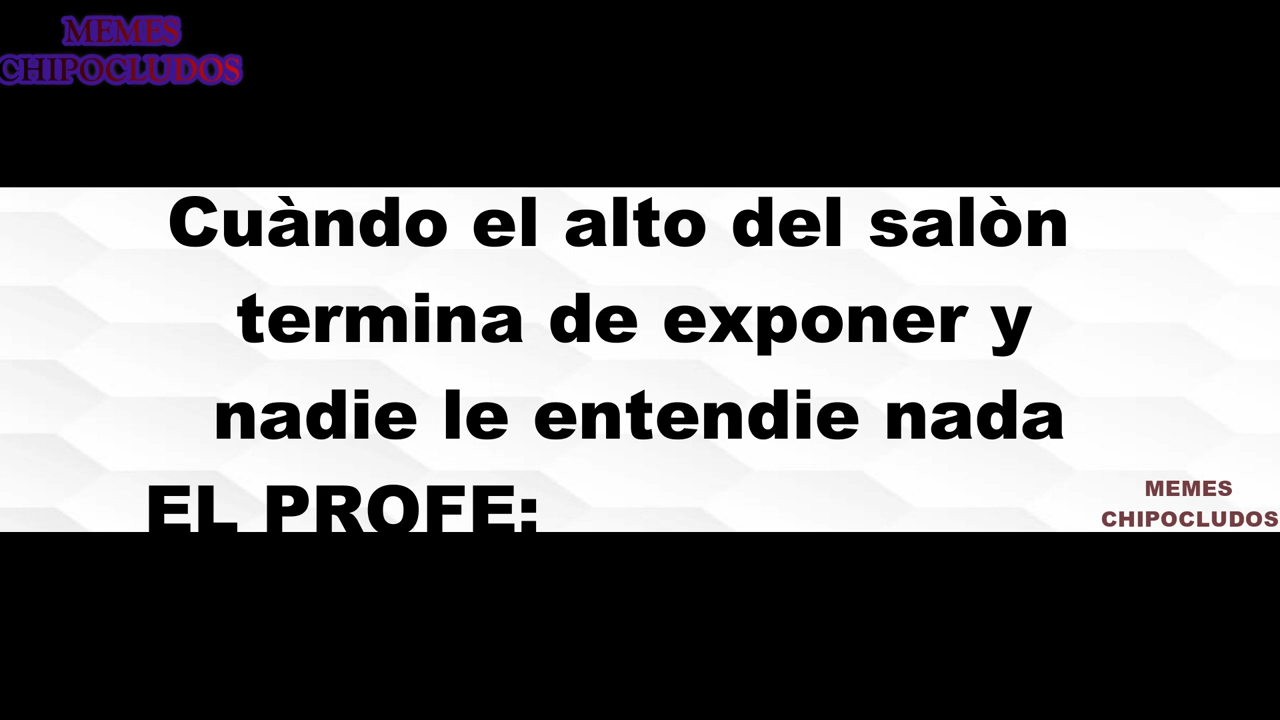 MEMES
CHIPOCLUDOS
Cuàndo el alto del salòn
termina de exponer y
nadie le entendie nada
EL PROFE:
MEMES
CHIPOCLUDOS